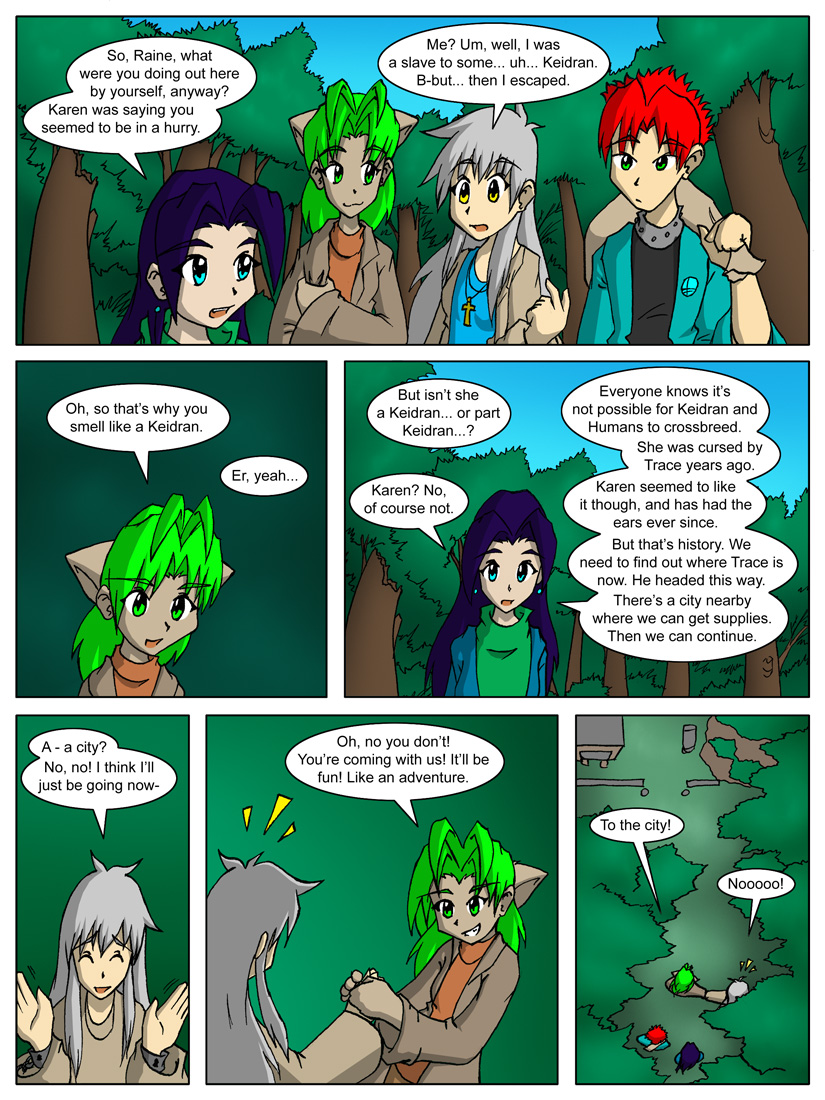 So, Raine, what
were you doing out here
by yourself, anyway?
Karen was saying you
seemed to be in a hurry.
Me? Um, well, I was
a slave to some... uh... Keidran.
B-but... then I escaped.
Oh, so that's why you
smell like a Keidran.
Er, yeah...
But isn't she
a Keidran... or part
Keidran...?
Karen? No,
of course not.
Everyone knows it's
not possible for Keidran and
Humans to crossbreed.
She was cursed by
Trace years ago.
Karen seemed to like
it though, and has had the
ears ever since.
But that's history. We
need to find out where Trace is
now. He headed this way.
There's a city nearby
where we can get supplies.
Then we can continue.
A - a city?
No, no! I think I'll
just be going now-
Oh, no you don't!
You're coming with us! It'll be
fun! Like an adventure.
To the city!
Nooooo!